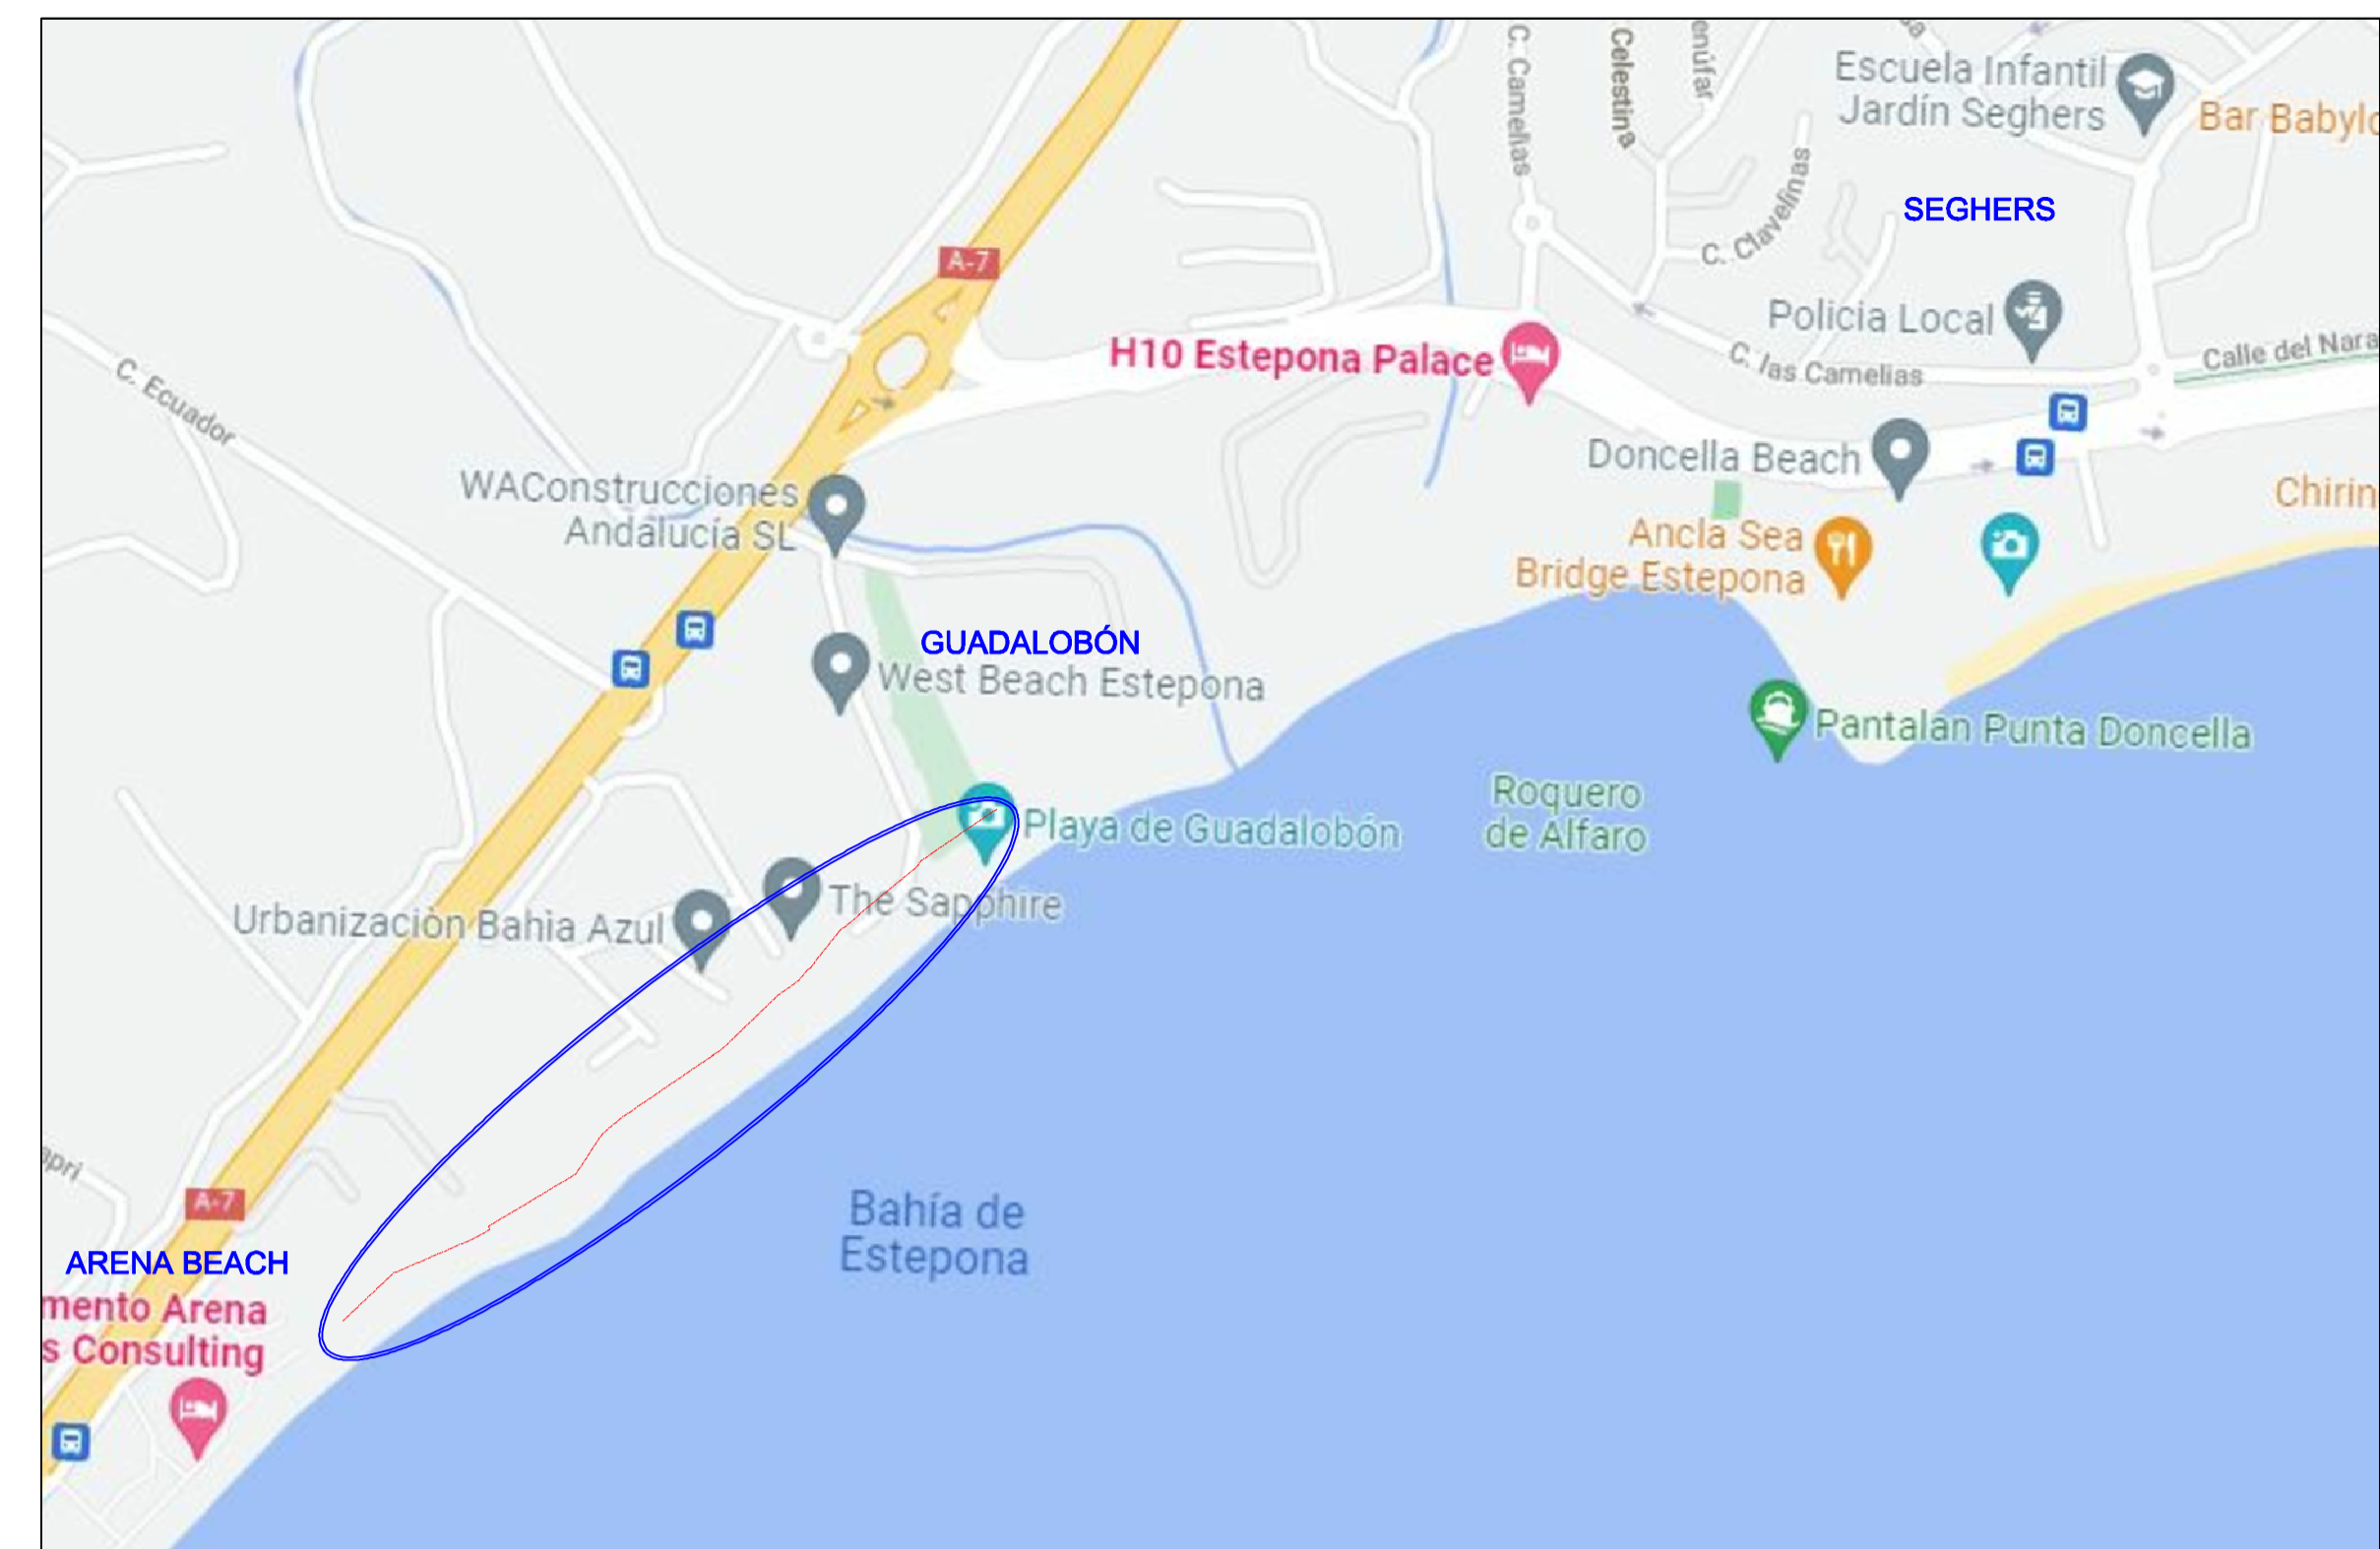 C. Camelias
Celestina
enúfar
Escuela Infantil
Jardín Seghers
Bar Babylo
SEGHERS
C. Clavelinas
A-7
Policia Local
H10 Estepona Palace
C. las Camelias
Calle del Nara
C. Ecuador
Doncella Beach
WAConstrucciones
Andalucía SL
Chirin
Ancla Sea
Bridge Estepona
GUADALOBÓN
West Beach Estepona
Pantalan Punta Doncella
Roquero
de Alfaro
Playa de Guadalobón
The Sapphire
Urbanización Bahia Azul
apri
A-7
Bahía de
Estepona
ARENA BEACH
mento Arena
s Consulting